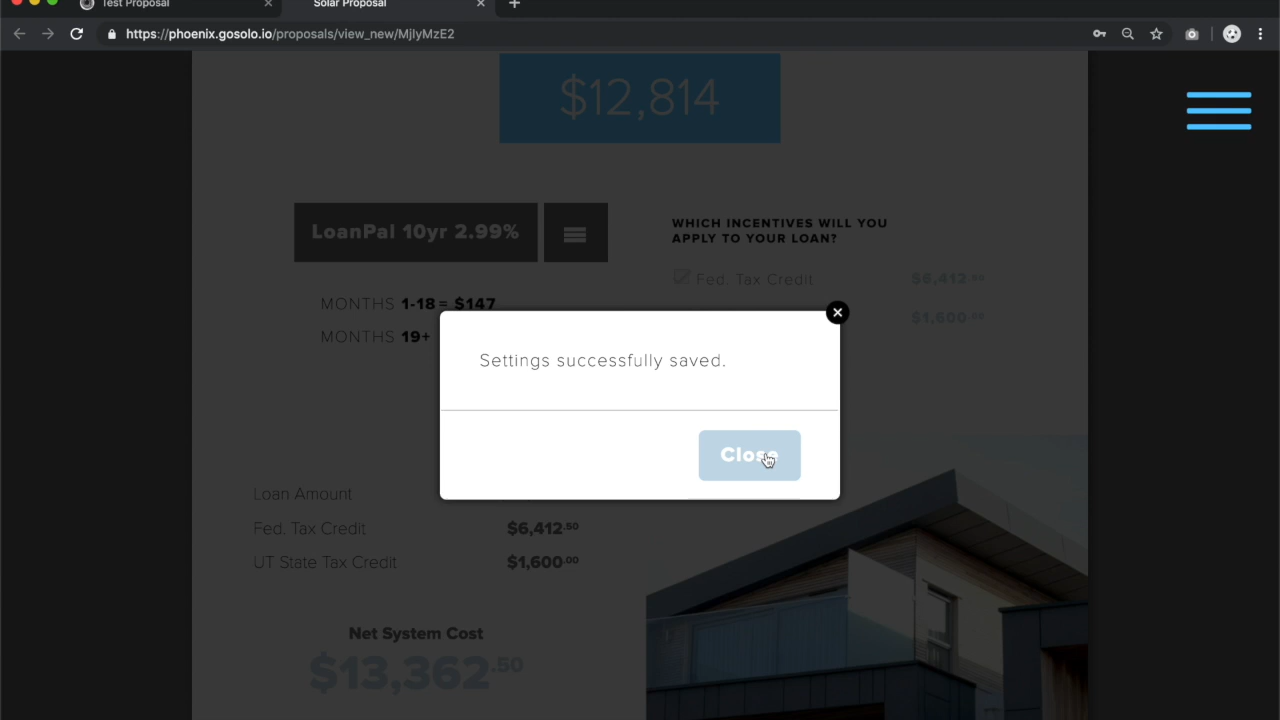 Test Proposal
Solar Proposal
https://phoenix.gosolo.io/proposals/view_new/MjIyMzE2
$12,814
LoanPal 10yr 2.99%
WHICH INCENTIVES WILL YOU
APPLY TO YOUR LOAN?
Fed. Tax Credit $6,412.50
$1,600.00
MONTHS 1-18 = $147
MONTHS 19+
Settings successfully saved.
Close
Loan Amount
Fed. Tax Credit $6,412.50
UT State Tax Credit $1,600.00
Net System Cost
$13,362.50